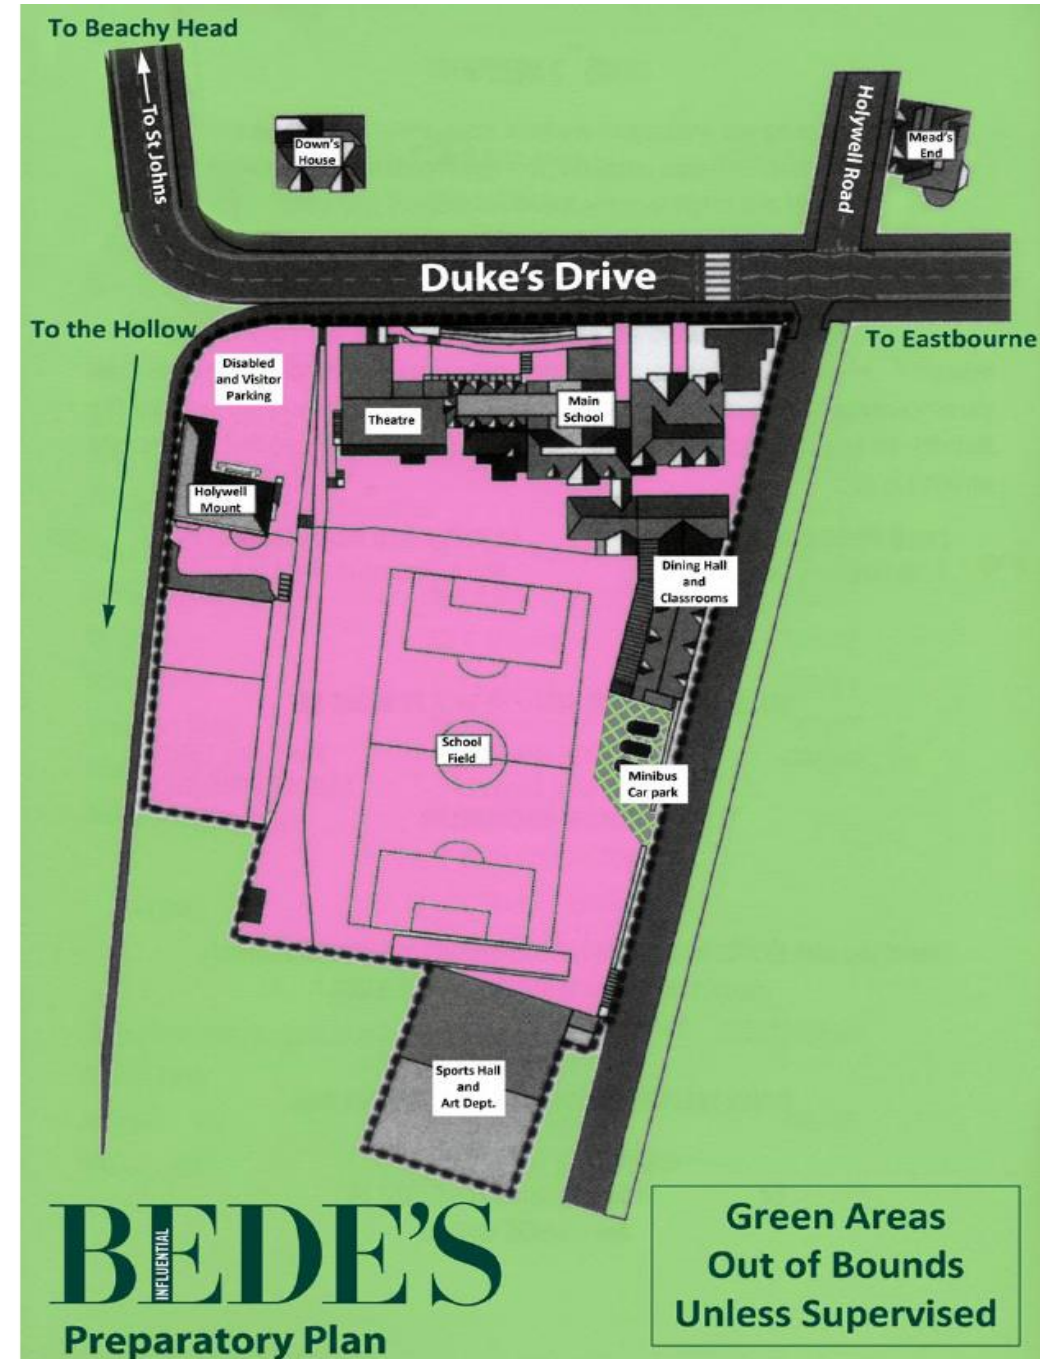 To Beachy Head
To St Johns
Down's
House
Holywell Road
Mead's
End
Duke's Drive
To the Hollow
To Eastbourne
Disabled
and Visitor
Parking
Theatre
Main
School
Holywell
Mount
Dining Hall
and
Classrooms
School
Field
Minibus
Car park
Sports Hall
and
Art Dept.
BEDE'S
INFLUENTIAL
Preparatory Plan
Green Areas
Out of Bounds
Unless Supervised